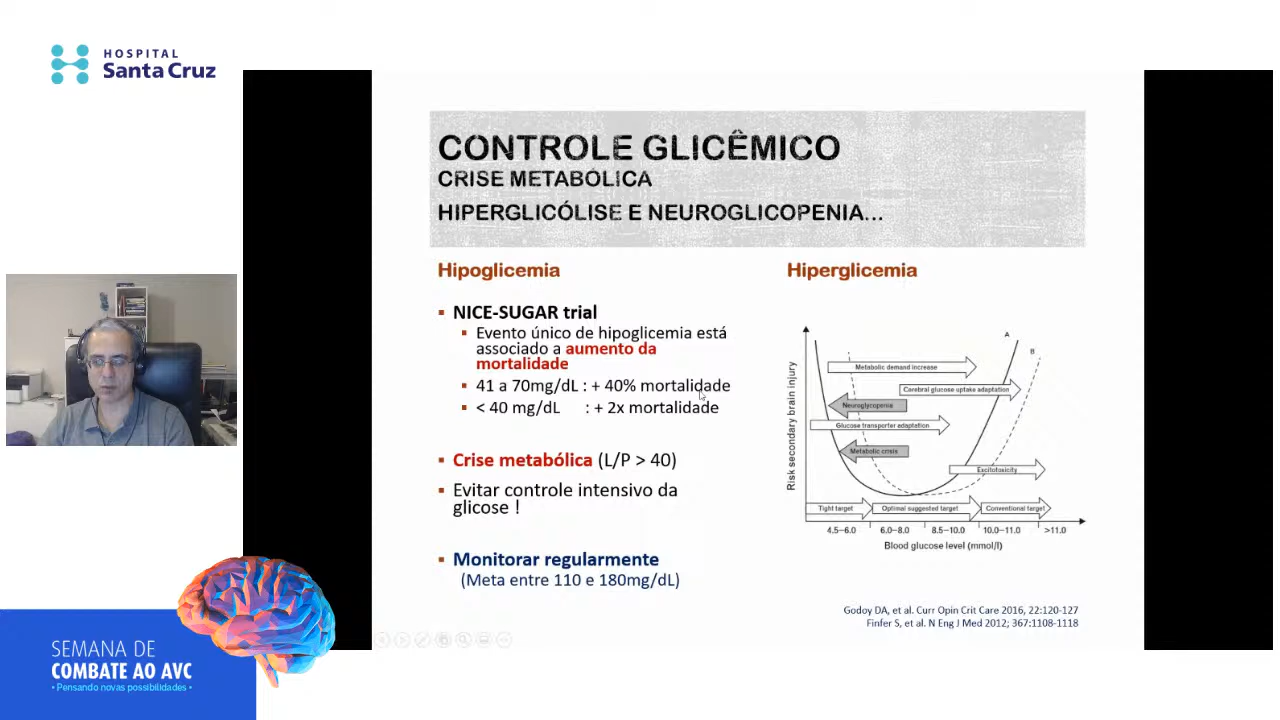 HOSPITAL
Santa Cruz
CONTROLE GLICÊMICO
CRISE METABÓLICA
HIPERGLICÓLISE E NEUROGLICOPENIA...
Hipoglicemia
▪ NICE-SUGAR trial
▪ Evento único de hipoglicemia está
associado a aumento da
mortalidade
▪ 41 a 70mg/dL : + 40% mortalidade
▪ < 40 mg/dL : + 2x mortalidade
▪ Crise metabólica (L/P > 40)
▪ Evitar controle intensivo da
glicose !
▪ Monitorar regularmente
(Meta entre 110 e 180mg/dL)
Hiperglicemia
A
B
Metabolic demand increase
Cerebral glucose uptake adaptation
Neuroglycopenia
Glucose transporter adaptation
Metabolic crisis
Excitotoxicity
Tight target
Optimal suggested target
Conventional target
4.5–6.0 6.0–8.0 8.5–10.0 10.0–11.0 >11.0
Blood glucose level (mmol/l)
Risk secondary brain injury
Godoy DA, et al. Curr Opin Crit Care 2016, 22:120-127
Finfer S, et al. N Eng J Med 2012; 367:1108-1118
SEMANA DE
COMBATE AO AVC
• Pensando novas possibilidades •